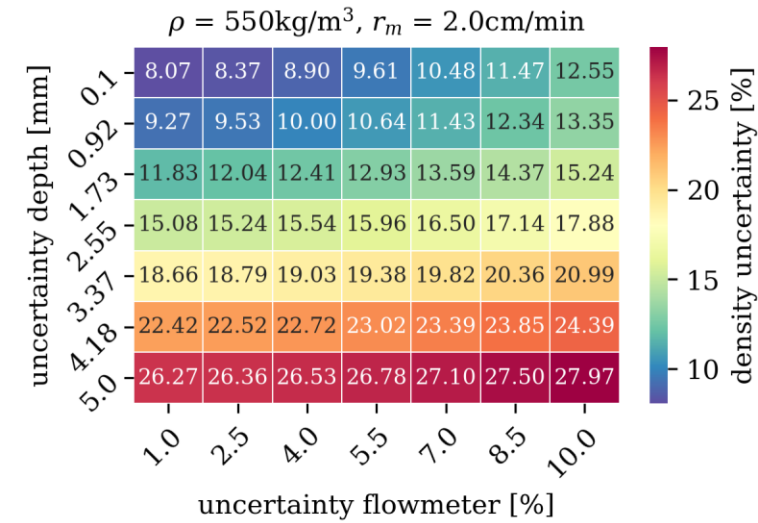 ρ = 550kg/m³, rₘ = 2.0cm/min
uncertainty depth [mm]
0.1 8.07 8.37 8.90 9.61 10.48 11.47 12.55
0.92 9.27 9.53 10.00 10.64 11.43 12.34 13.35
1.73 11.83 12.04 12.41 12.93 13.59 14.37 15.24
2.55 15.08 15.24 15.54 15.96 16.50 17.14 17.88
3.37 18.66 18.79 19.03 19.38 19.82 20.36 20.99
4.18 22.42 22.52 22.72 23.02 23.39 23.85 24.39
5.0 26.27 26.36 26.53 26.78 27.10 27.50 27.97
1.0 2.5 4.0 5.5 7.0 8.5 10.0
uncertainty flowmeter [%]
25
20
15
10
density uncertainty [%]